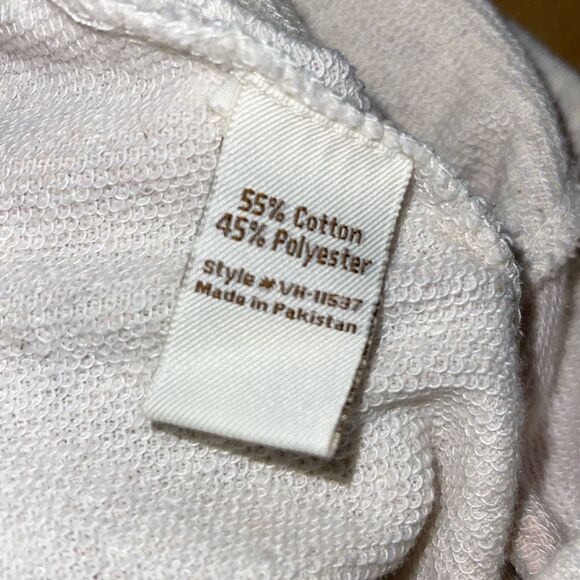 55% Cotton
45% Polyester
Style # VH-11537
Made in Pakistan